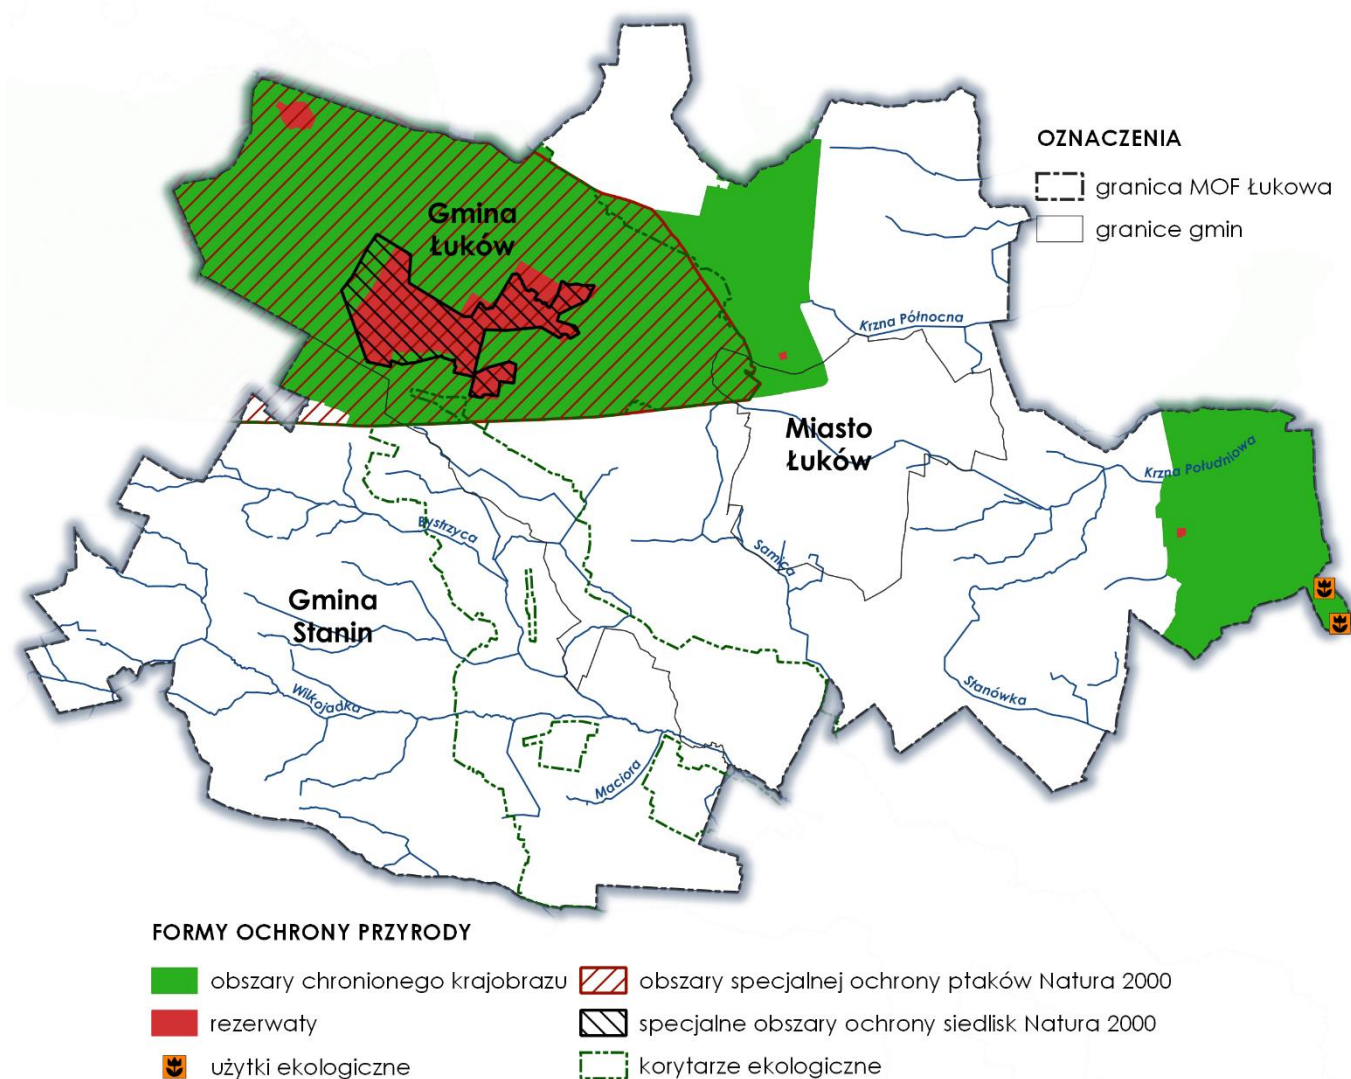 OZNACZENIA
granica MOF Łukowa
granice gmin
Gmina
Łuków
Krzna Północna
Miasto
Łuków
Krzna Południowa
Bystrzyca
Samica
Gmina
Stanin
Stanówka
Wilkojadka
Maciora
FORMY OCHRONY PRZYRODY
obszary chronionego krajobrazu
obszary specjalnej ochrony ptaków Natura 2000
rezerwaty
specjalne obszary ochrony siedlisk Natura 2000
użytki ekologiczne
korytarze ekologiczne